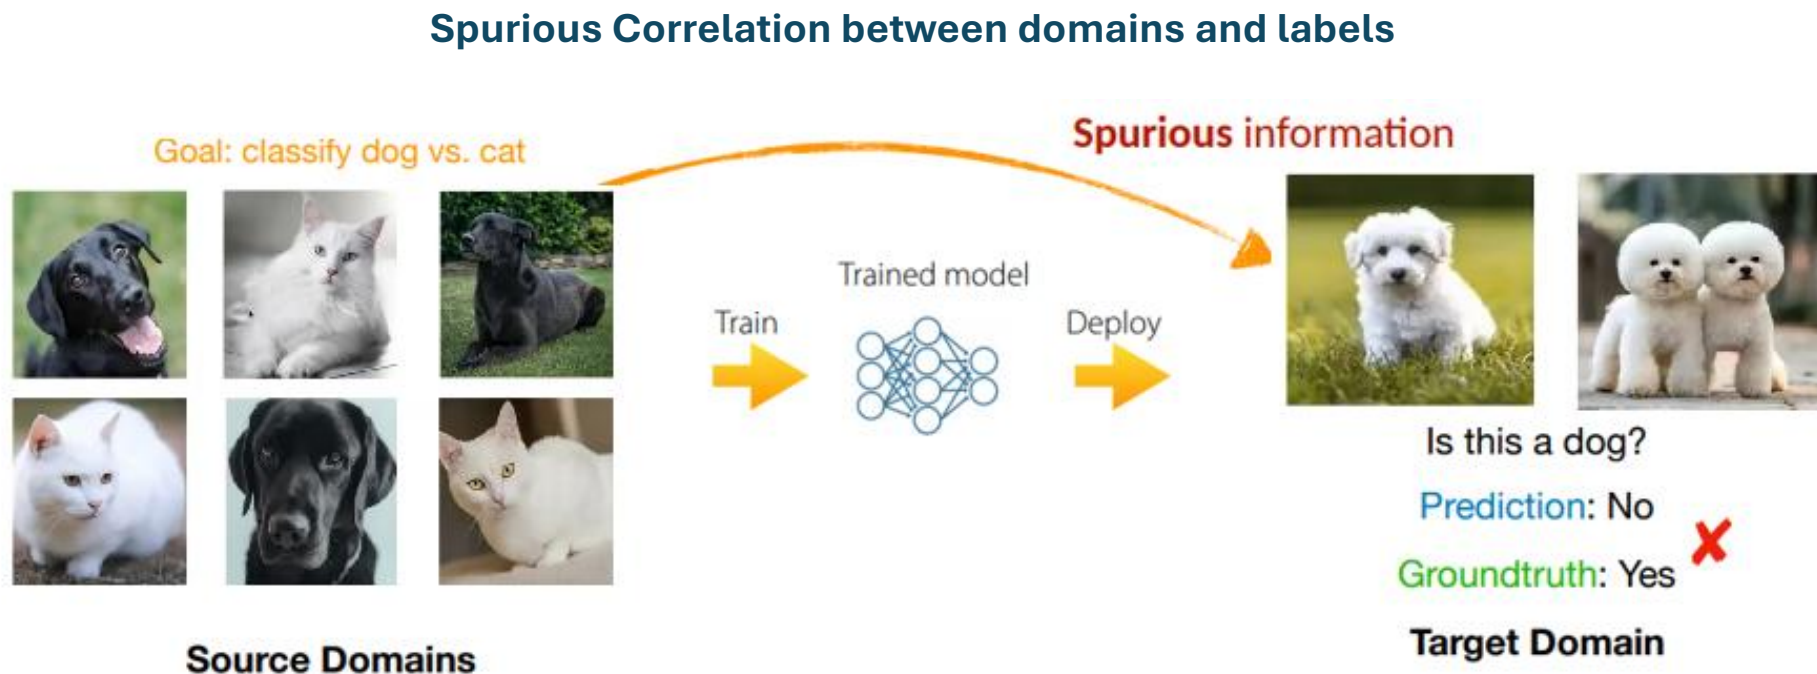 Spurious Correlation between domains and labels
Goal: classify dog vs. cat
Spurious information
Trained model
Train
Deploy
Is this a dog?
Prediction: No
Groundtruth: Yes
Source Domains
Target Domain